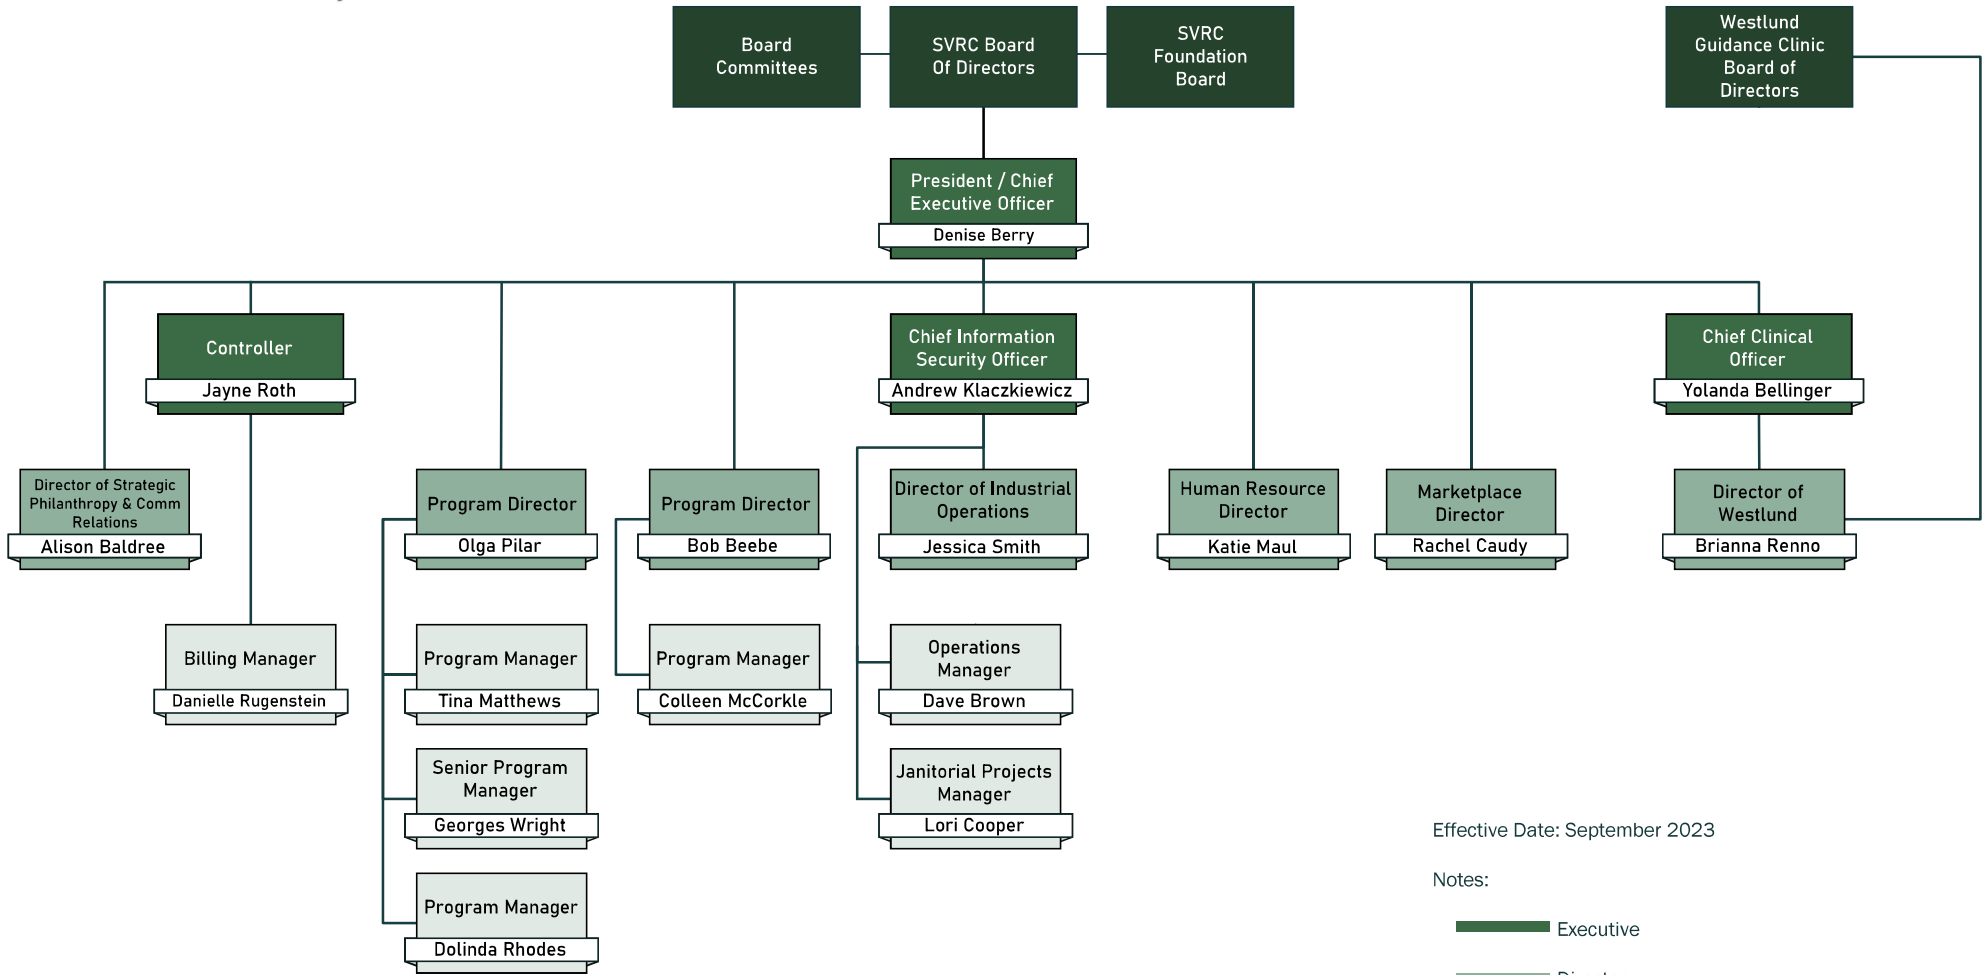 Board
Committees
SVRC Board
Of Directors
SVRC
Foundation
Board
Westlund
Guidance Clinic
Board of
Directors
President / Chief
Executive Officer
Denise Berry
Controller
Jayne Roth
Chief Information
Security Officer
Andrew Klaczkiewicz
Chief Clinical
Officer
Yolanda Bellinger
Director of Strategic
Philanthropy & Comm
Relations
Alison Baldree
Program Director
Olga Pilar
Program Director
Bob Beebe
Director of Industrial
Operations
Jessica Smith
Human Resource
Director
Katie Maul
Marketplace
Director
Rachel Caudy
Director of
Westlund
Brianna Renno
Billing Manager
Danielle Rugenstein
Program Manager
Tina Matthews
Program Manager
Colleen McCorkle
Operations
Manager
Dave Brown
Senior Program
Manager
Georges Wright
Janitorial Projects
Manager
Lori Cooper
Program Manager
Dolinda Rhodes
Effective Date: September 2023
Notes:
Executive